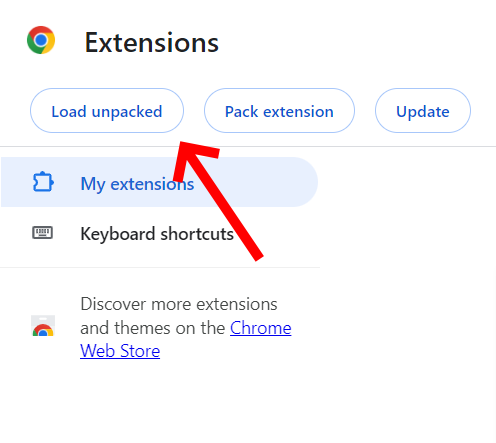 Extensions
Load unpacked
Pack extension
Update
My extensions
Keyboard shortcuts
Discover more extensions
and themes on the Chrome
Web Store